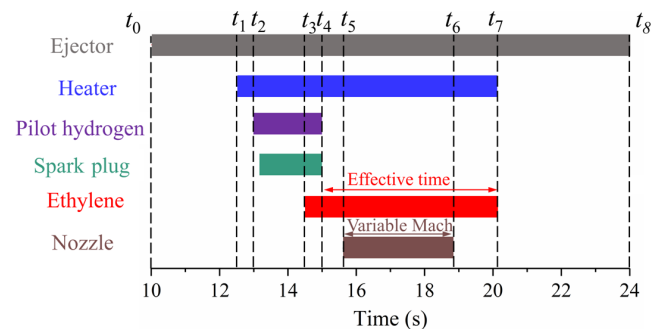 t0 t1 t2 t3 t4 t5 t6 t7 t8
Ejector
Heater
Pilot hydrogen
Spark plug
Effective time
Ethylene
Variable Mach
Nozzle
10 12 14 16 18 20 22 24
Time (s)